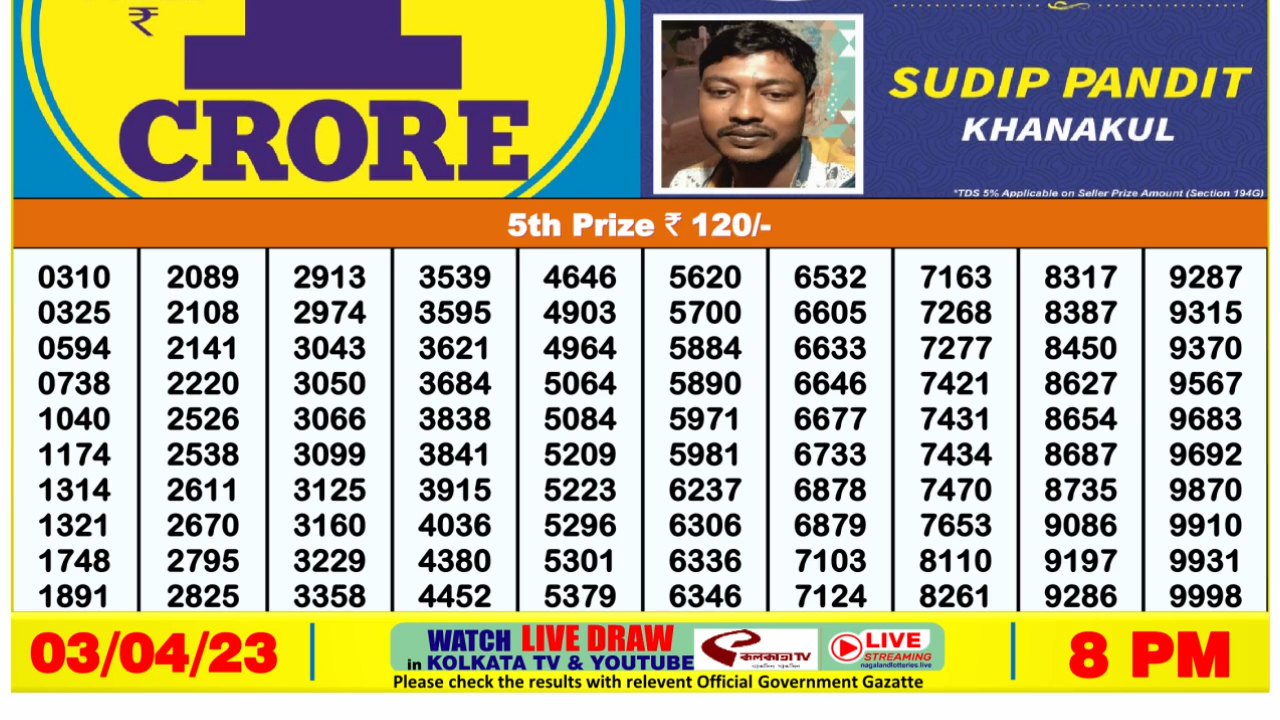 ₹
1
CRORE
SUDIP PANDIT
KHANAKUL
*TDS 5% Applicable on Seller Prize Amount (Section 194G)
5th Prize ₹ 120/-
0310 2089 2913 3539 4646 5620 6532 7163 8317 9287
0325 2108 2974 3595 4903 5700 6605 7268 8387 9315
0594 2141 3043 3621 4964 5884 6633 7277 8450 9370
0738 2220 3050 3684 5064 5890 6646 7421 8627 9567
1040 2526 3066 3838 5084 5971 6677 7431 8654 9683
1174 2538 3099 3841 5209 5981 6733 7434 8687 9692
1314 2611 3125 3915 5223 6237 6878 7470 8735 9870
1321 2670 3160 4036 5296 6306 6879 7653 9086 9910
1748 2795 3229 4380 5301 6336 7103 8110 9197 9931
1891 2825 3358 4452 5379 6346 7124 8261 9286 9998
03/04/23
WATCH LIVE DRAW
in KOLKATA TV & YOUTUBE
কলকাতা TV
LIVE
STREAMING
nagalandlotteries.live
Please check the results with relevent Official Government Gazatte
8 PM